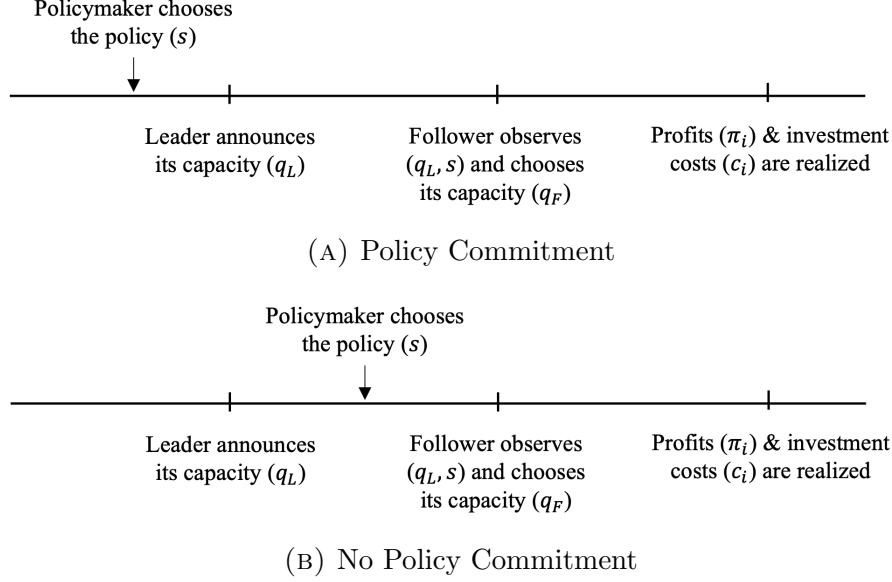 Policymaker chooses
the policy (s)
Leader announces
its capacity (q_L)
Follower observes
(q_L, s) and chooses
its capacity (q_F)
Profits (π_i) & investment
costs (c_i) are realized
(A) Policy Commitment
Policymaker chooses
the policy (s)
Leader announces
its capacity (q_L)
Follower observes
(q_L, s) and chooses
its capacity (q_F)
Profits (π_i) & investment
costs (c_i) are realized
(B) No Policy Commitment